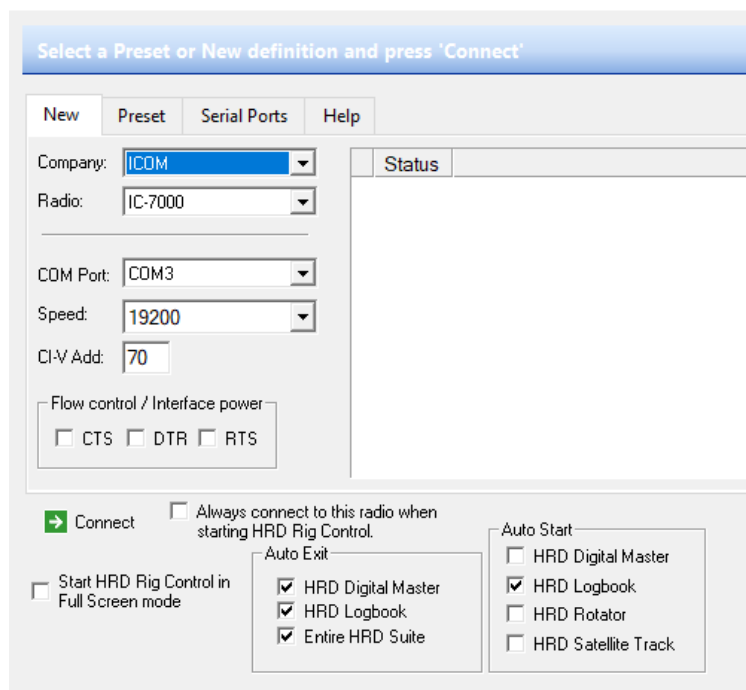 Select a Preset or New definition and press 'Connect'
New Preset Serial Ports Help
Company: ICOM
Status
Radio: IC-7000
COM Port: COM3
Speed: 19200
CI-V Add: 70
Flow control / Interface power
CTS DTR RTS
Connect
Always connect to this radio when
starting HRD Rig Control.
Start HRD Rig Control in
Full Screen mode
Auto Exit
HRD Digital Master
HRD Logbook
Entire HRD Suite
Auto Start
HRD Digital Master
HRD Logbook
HRD Rotator
HRD Satellite Track